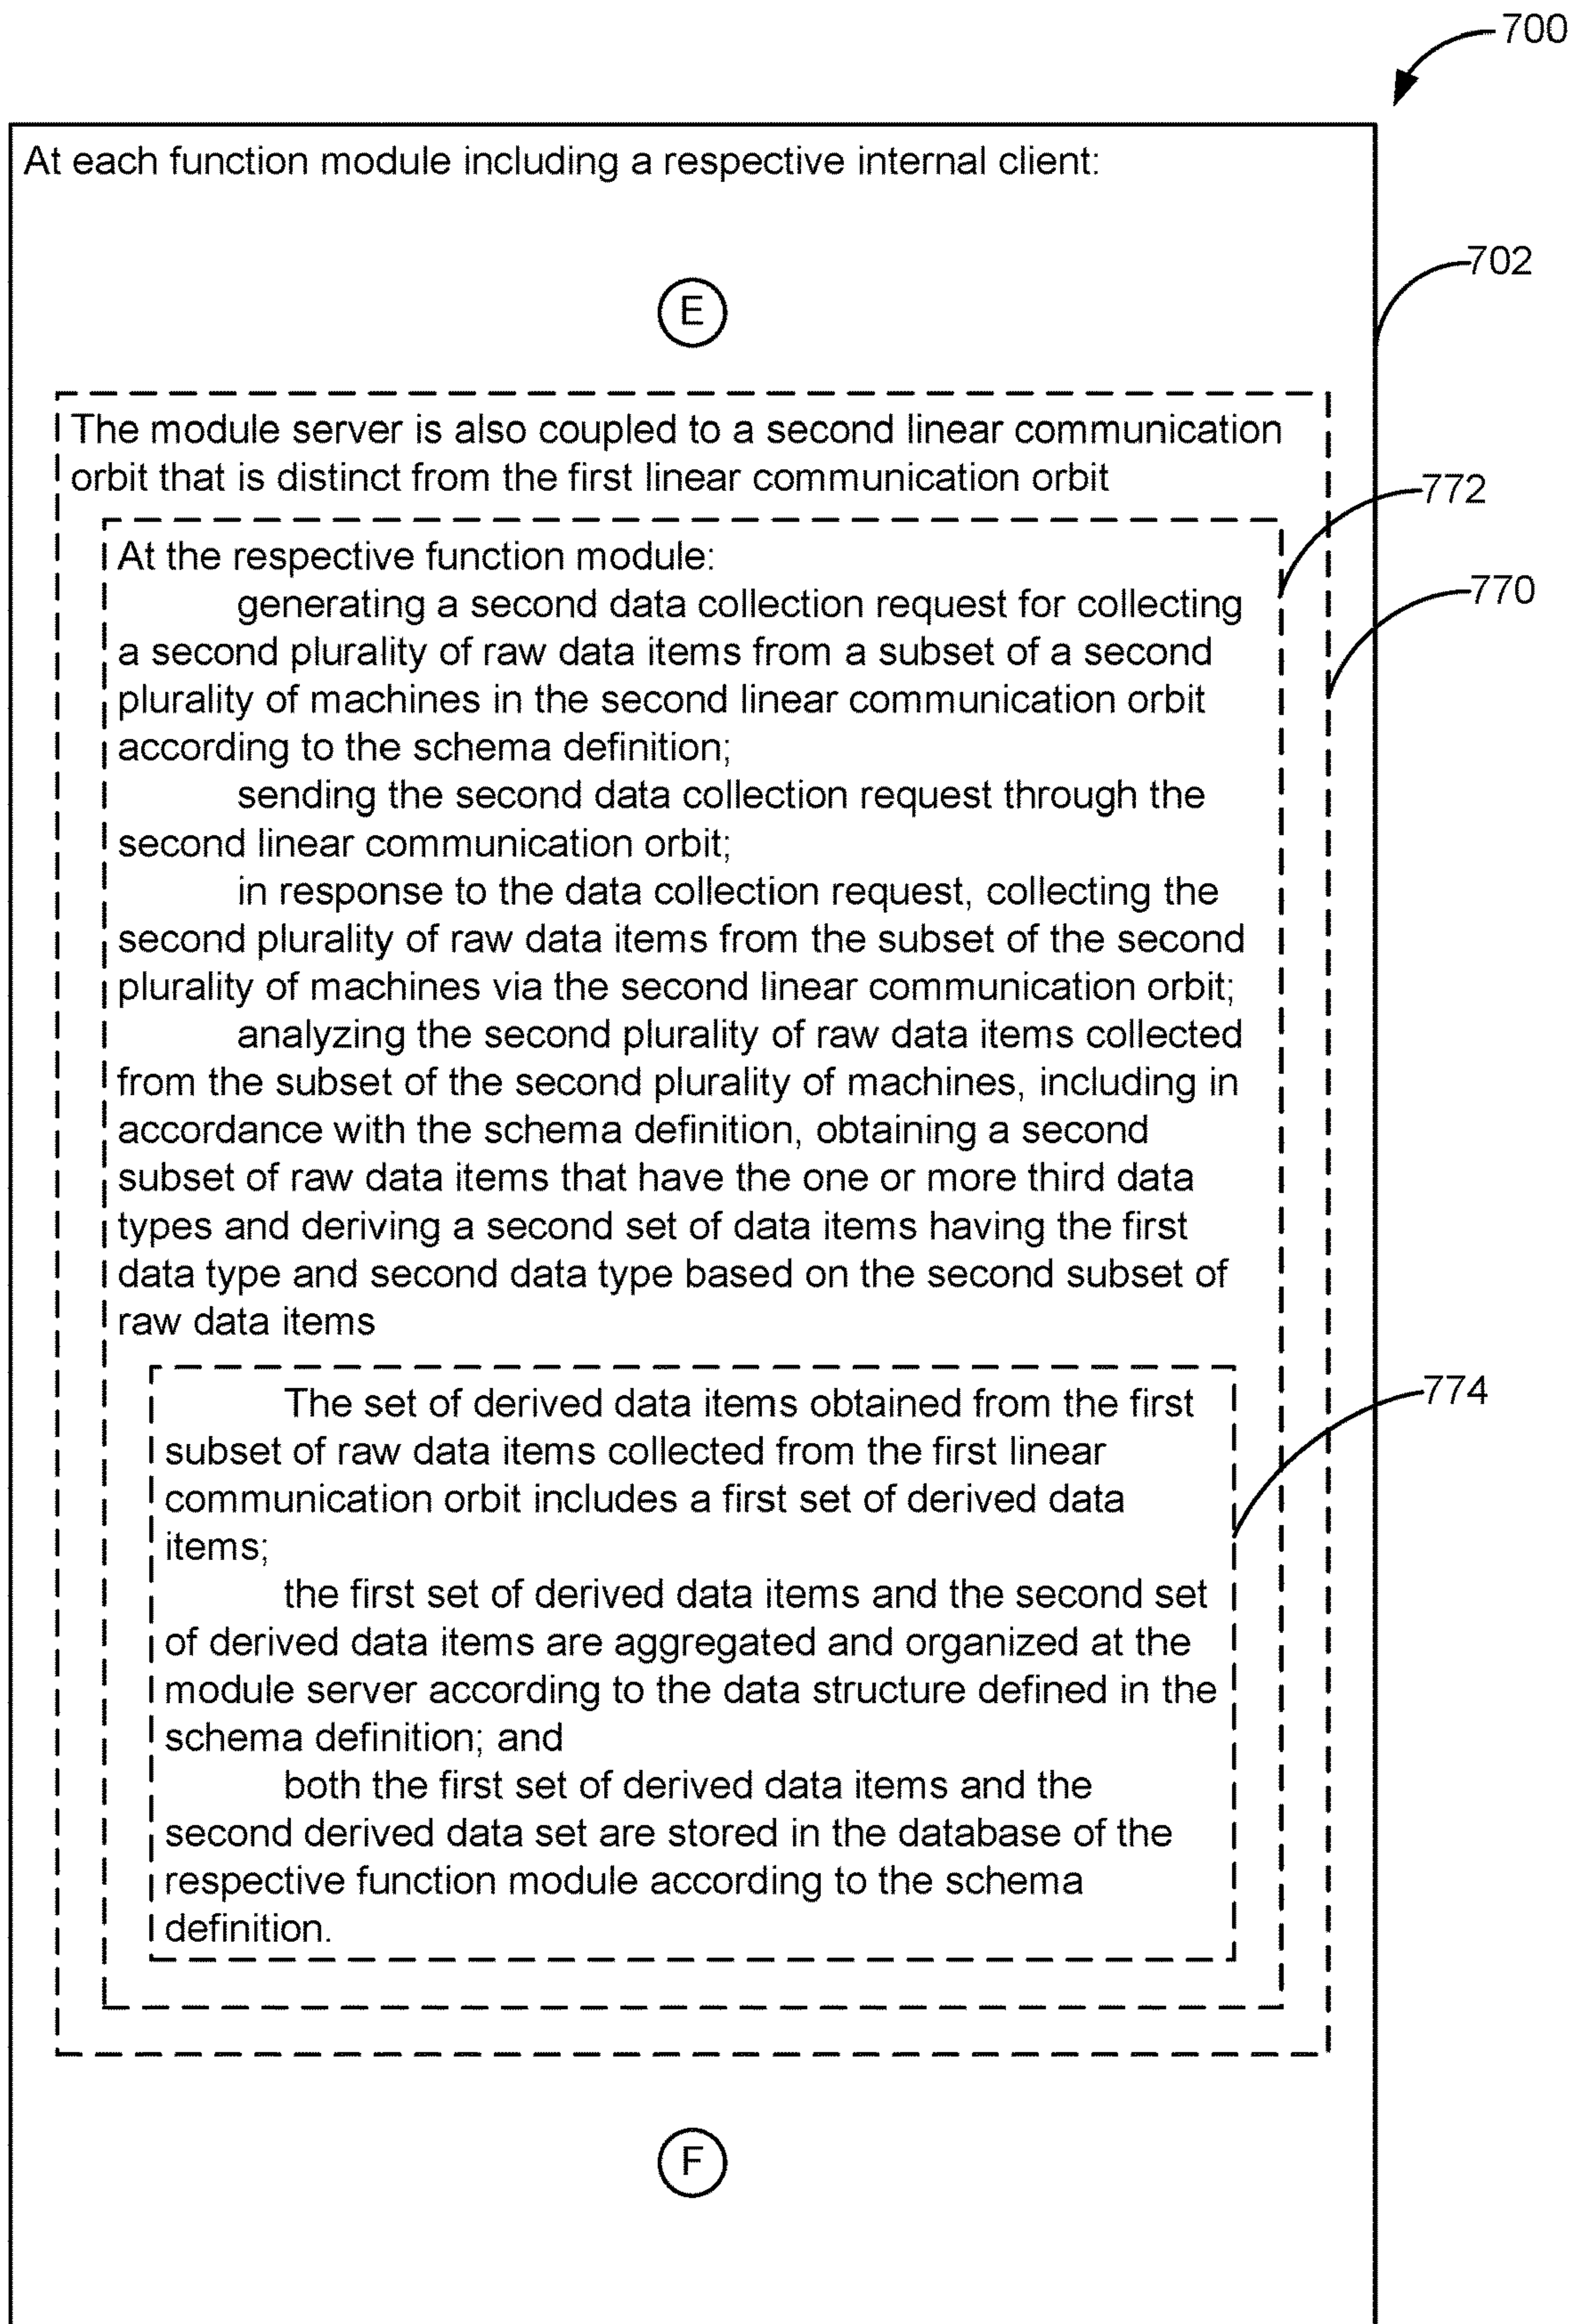 700
At each function module including a respective internal client:
702
E
The module server is also coupled to a second linear communication
orbit that is distinct from the first linear communication orbit
772
At the respective function module:
770
generating a second data collection request for collecting
a second plurality of raw data items from a subset of a second
plurality of machines in the second linear communication orbit
according to the schema definition;
sending the second data collection request through the
second linear communication orbit;
in response to the data collection request, collecting the
second plurality of raw data items from the subset of the second
plurality of machines via the second linear communication orbit;
analyzing the second plurality of raw data items collected
from the subset of the second plurality of machines, including in
accordance with the schema definition, obtaining a second
subset of raw data items that have the one or more third data
types and deriving a second set of data items having the first
data type and second data type based on the second subset of
raw data items
774
The set of derived data items obtained from the first
subset of raw data items collected from the first linear
communication orbit includes a first set of derived data
items;
the first set of derived data items and the second set
of derived data items are aggregated and organized at the
module server according to the data structure defined in the
schema definition; and
both the first set of derived data items and the
second derived data set are stored in the database of the
respective function module according to the schema
definition.
F